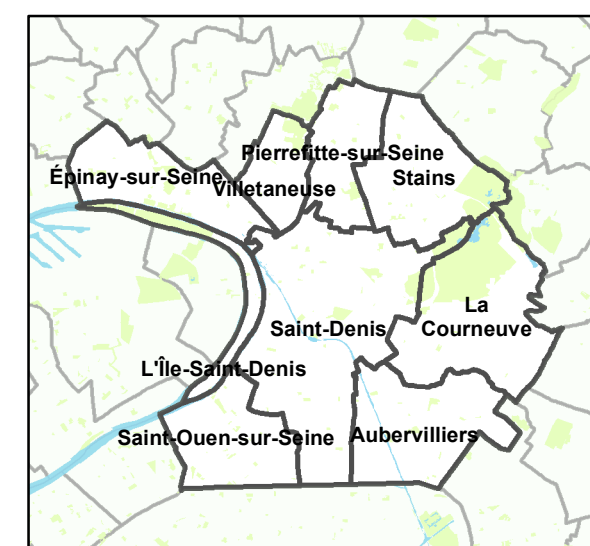 Pierrefitte-sur-Seine
Épinay-sur-Seine
Stains
Villetaneuse
La
Courneuve
Saint-Denis
L'Île-Saint-Denis
Saint-Ouen-sur-Seine
Aubervilliers